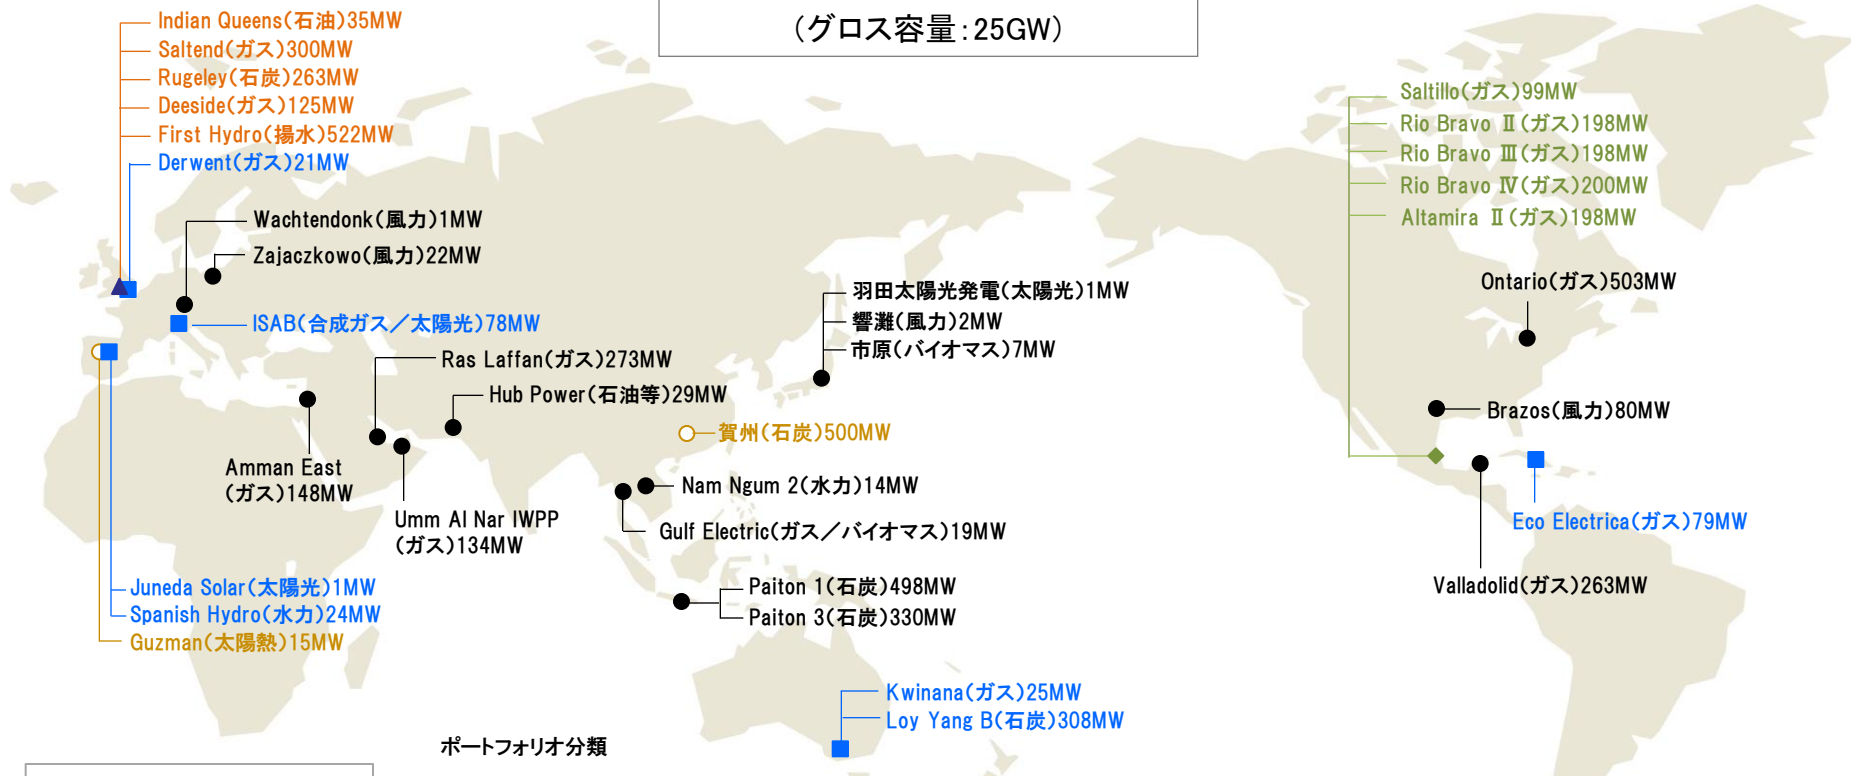 (グロス容量:25GW)
Indian Queens(石油)35MW
Saltend(ガス)300MW
Rugeley(石炭)263MW
Deeside(ガス)125MW
First Hydro(揚水)522MW
Derwent(ガス)21MW
Wachtendonk(風力)1MW
Zajaczkowo(風力)22MW
ISAB(合成ガス/太陽光)78MW
Ras Laffan(ガス)273MW
Hub Power(石油等)29MW
Amman East
(ガス)148MW
Umm Al Nar IWPP
(ガス)134MW
Juneda Solar(太陽光)1MW
Spanish Hydro(水力)24MW
Guzman(太陽熱)15MW
羽田太陽光発電(太陽光)1MW
響灘(風力)2MW
市原(バイオマス)7MW
賀州(石炭)500MW
Nam Ngum 2(水力)14MW
Gulf Electric(ガス/バイオマス)19MW
Paiton 1(石炭)498MW
Paiton 3(石炭)330MW
Kwinana(ガス)25MW
Loy Yang B(石炭)308MW
Saltillo(ガス)99MW
Rio Bravo Ⅱ(ガス)198MW
Rio Bravo Ⅲ(ガス)198MW
Rio Bravo Ⅳ(ガス)200MW
Altamira Ⅱ(ガス)198MW
Ontario(ガス)503MW
Brazos(風力)80MW
Eco Electrica(ガス)79MW
Valladolid(ガス)263MW
ポートフォリオ分類